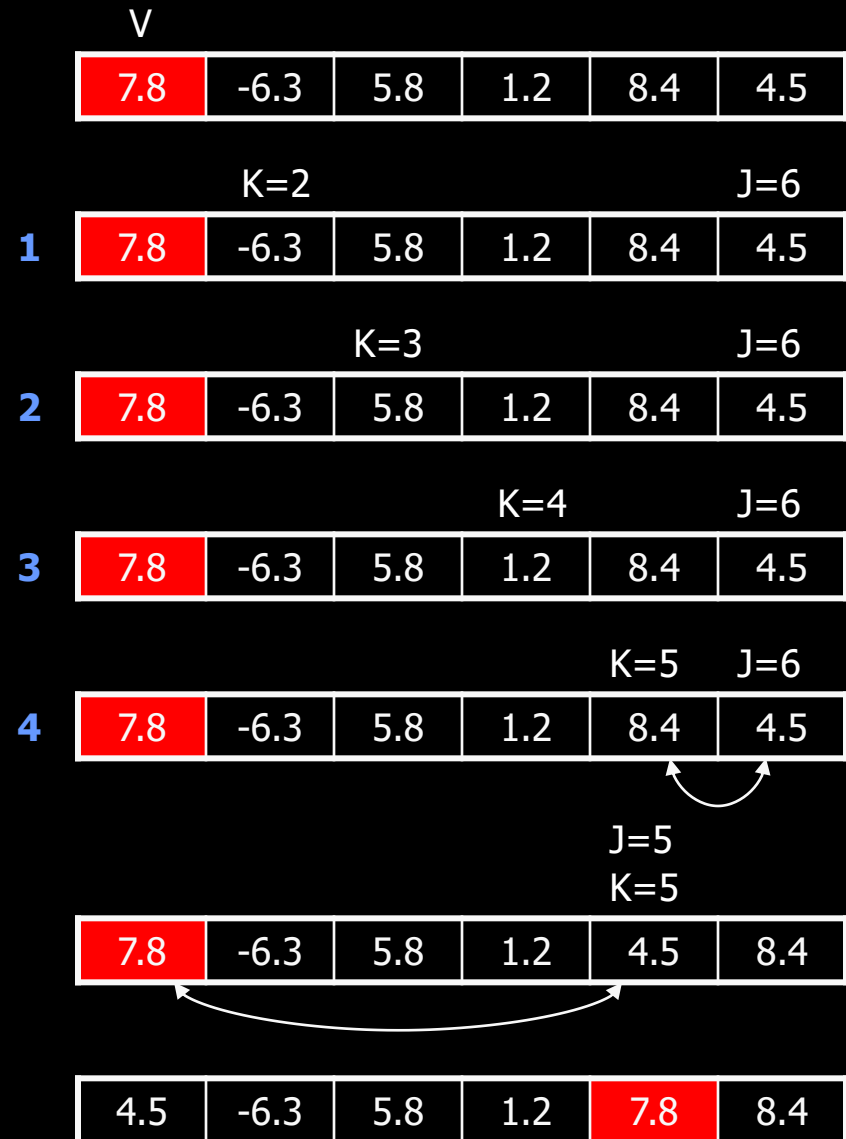 V
7.8 -6.3 5.8 1.2 8.4 4.5
K=2 J=6
1 7.8 -6.3 5.8 1.2 8.4 4.5
K=3 J=6
2 7.8 -6.3 5.8 1.2 8.4 4.5
K=4 J=6
3 7.8 -6.3 5.8 1.2 8.4 4.5
K=5 J=6
4 7.8 -6.3 5.8 1.2 8.4 4.5
J=5
K=5
7.8 -6.3 5.8 1.2 4.5 8.4
4.5 -6.3 5.8 1.2 7.8 8.4